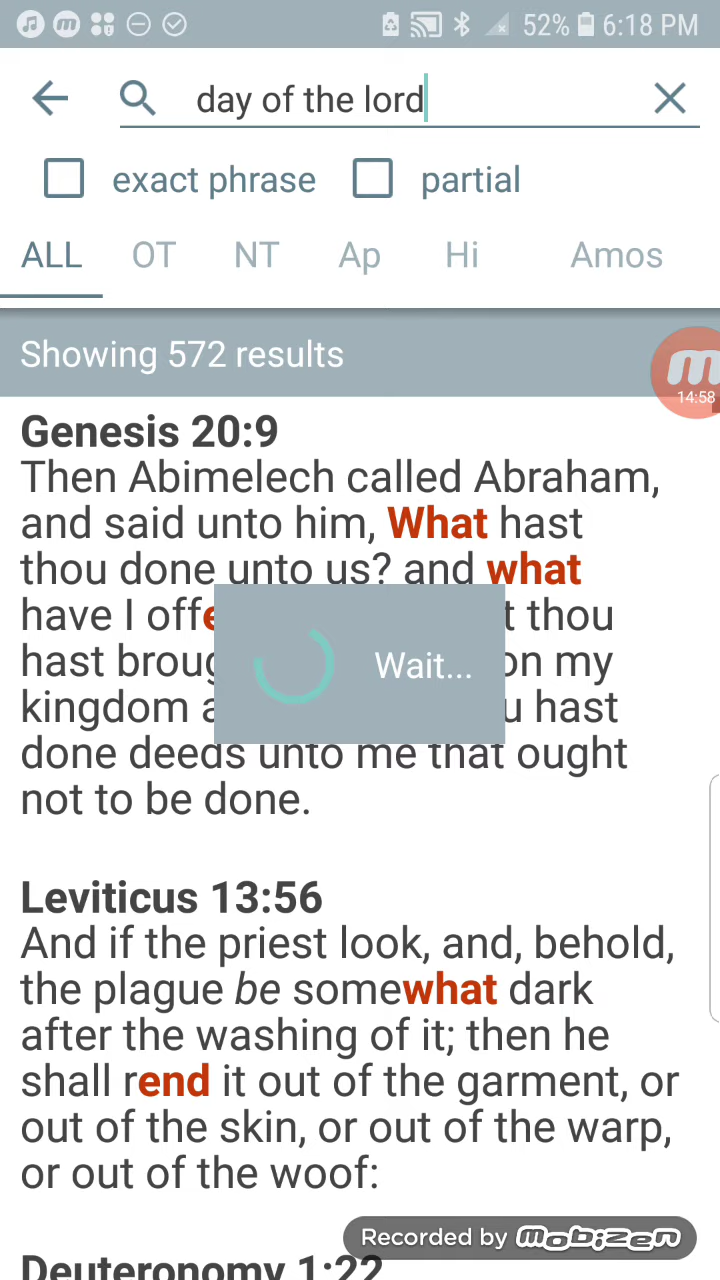 52% 6:18 PM
day of the lord
exact phrase partial
ALL OT NT Ap Hi Amos
Showing 572 results
m
14:58
Genesis 20:9
Then Abimelech called Abraham,
and said unto him, What hast
thou done unto us? and what
have I off t thou
hast on my
kingdom hast
Wait...
done deeds unto me that ought
not to be done.
Leviticus 13:56
And if the priest look, and, behold,
the plague be somewhat dark
after the washing of it; then he
shall rend it out of the garment, or
out of the skin, or out of the warp,
or out of the woof:
Deuteronomy 1:22
Recorded by mobizen